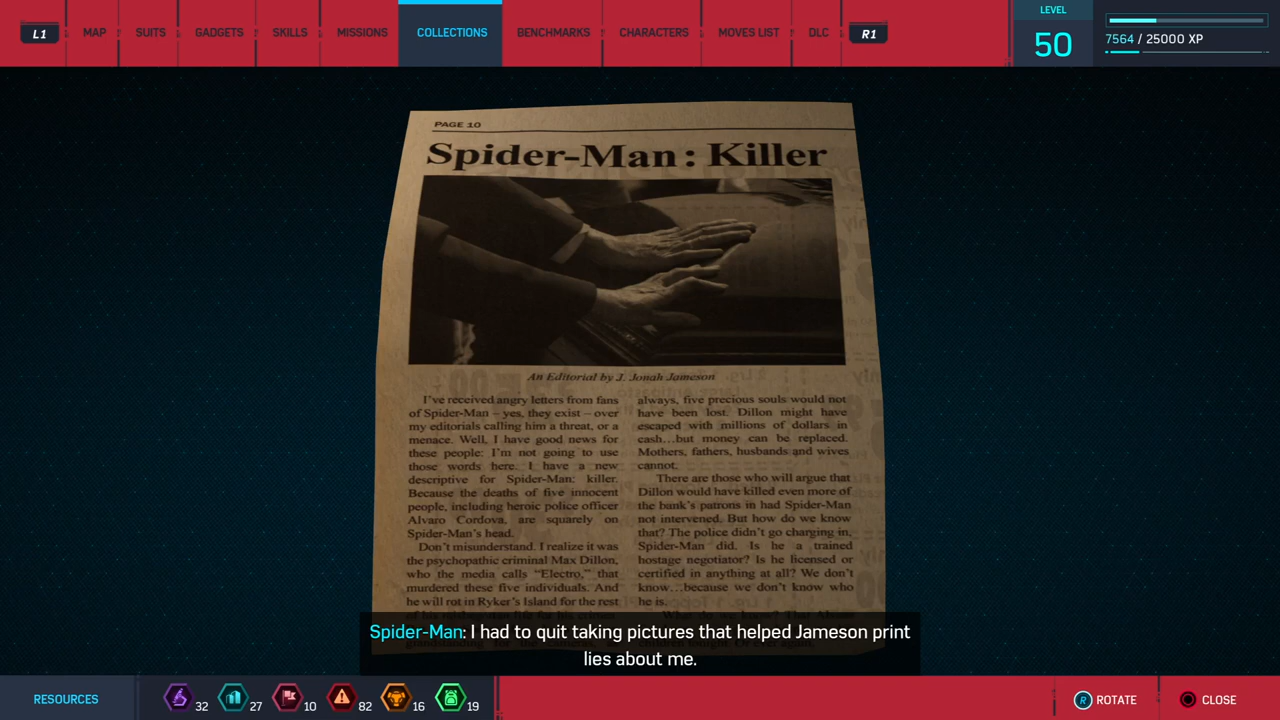 L1 MAP SUITS GADGETS SKILLS MISSIONS COLLECTIONS BENCHMARKS CHARACTERS MOVES LIST DLC R1
LEVEL
50
7564 / 25000 XP
PAGE 10
Spider-Man: Killer
An Editorial by J. Jonah Jameson
I've received angry letters from fans
of Spider-Man – yes, they exist – over
my editorials calling him a threat, or a
menace. Well, I have good news for
these people: I'm not going to use
those words here. I have a new
descriptive for Spider-Man: killer.
Because the deaths of five innocent
people, including heroic police officer
Alvaro Cordova, are squarely on
Spider-Man's head.
Don't misunderstand. I realize it was
the psychopathic criminal Max Dillon,
who the media calls "Electro," that
murdered these five individuals. And
he will rot in Ryker's Island for the rest
always, five precious souls would not
have been lost. Dillon might have
escaped with millions of dollars in
cash...but money can be replaced.
Mothers, fathers, husbands and wives
cannot.
There are those who will argue that
Dillon would have killed even more of
the bank's patrons in had Spider-Man
not intervened. But how do we know
that? The police didn't go charging in,
Spider-Man did. Is he a trained
hostage negotiator? Is he licensed or
certified in anything at all? We don't
know...because we don't know who
he is.
Spider-Man: I had to quit taking pictures that helped Jameson print
lies about me.
RESOURCES 32 27 10 82 16 19
R ROTATE CLOSE